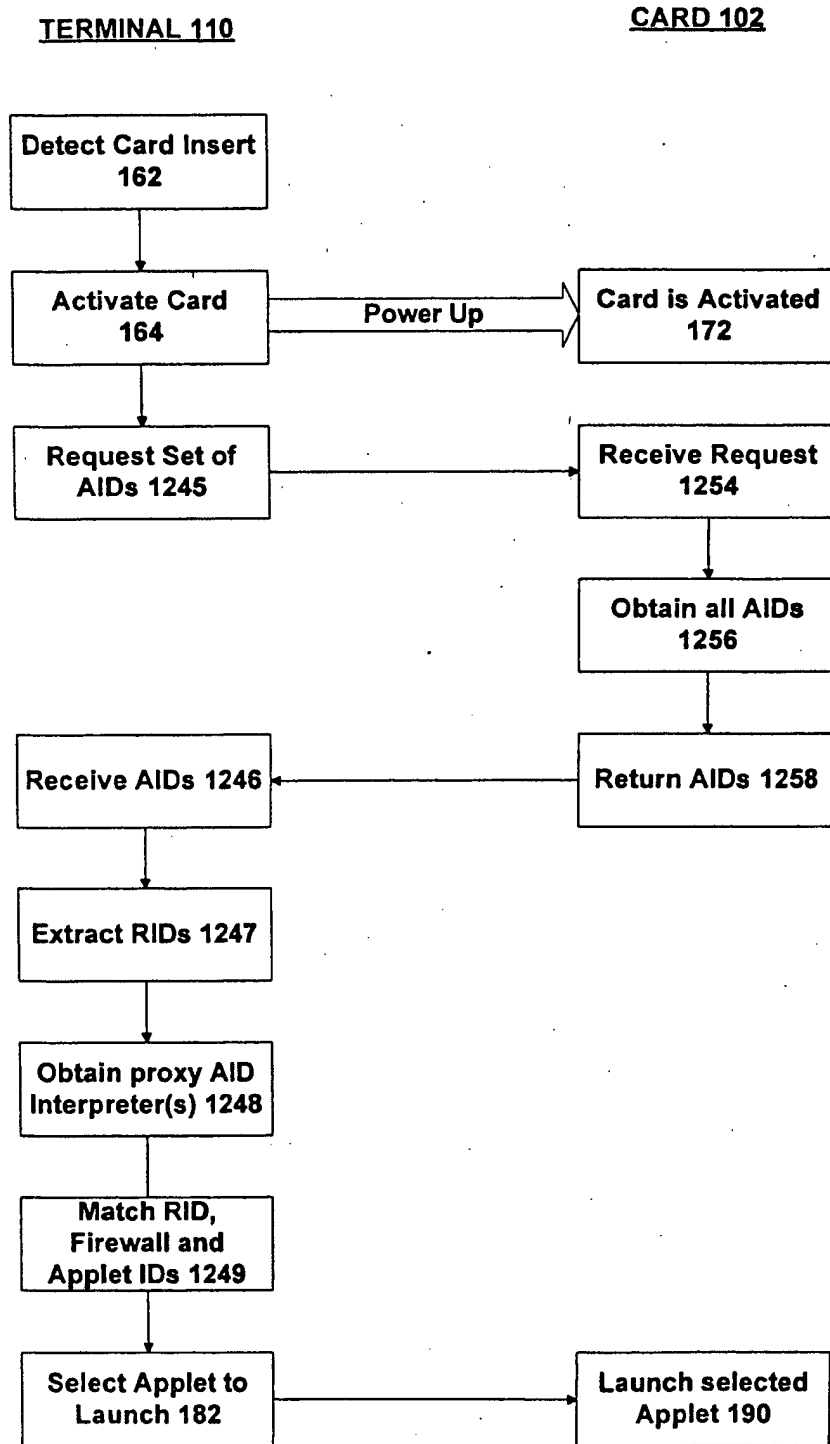 TERMINAL 110
CARD 102
Detect Card Insert
162
Activate Card
164
Power Up
Card is Activated
172
Request Set of
AIDs 1245
Receive Request
1254
Obtain all AIDs
1256
Receive AIDs 1246
Return AIDs 1258
Extract RIDs 1247
Obtain proxy AID
Interpreter(s) 1248
Match RID,
Firewall and
Applet IDs 1249
Select Applet to
Launch 182
Launch selected
Applet 190